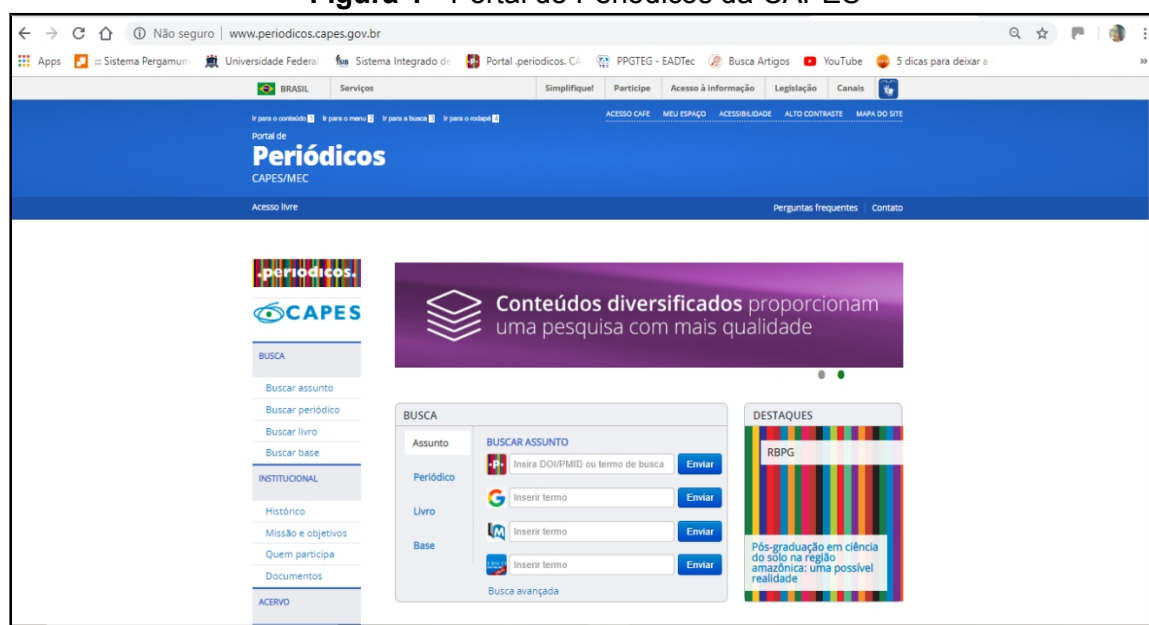 Figura 1 - Portal de Periódicos da CAPES
Não seguro | www.periodicos.capes.gov.br
Apps ::: Sistema Pergamum Universidade Federal Sistema Integrado de Portal .periodicos. CA PPGTEG - EADTec Busca Artigos YouTube 5 dicas para deixar a »
BRASIL Serviços Simplifique! Participe Acesso à informação Legislação Canais
Ir para o conteúdo 1 Ir para o menu 2 Ir para a busca 3 Ir para o rodapé 4 ACESSO CAFE MEU ESPAÇO ACESSIBILIDADE ALTO CONTRASTE MAPA DO SITE
Portal de
Periódicos
CAPES/MEC
Acesso livre Perguntas frequentes Contato
.periodicos.
CAPES
Conteúdos diversificados proporcionam
uma pesquisa com mais qualidade
BUSCA
Buscar assunto
Buscar periódico
Buscar livro
Buscar base
INSTITUCIONAL
Histórico
Missão e objetivos
Quem participa
Documentos
ACERVO
BUSCA
Assunto
Periódico
Livro
Base
BUSCAR ASSUNTO
.P. Insira DOI/PMID ou termo de busca Enviar
G Inserir termo Enviar
Inserir termo Enviar
Inserir termo Enviar
Busca avançada
DESTAQUES
RBPG
Pós-graduação em ciência
do solo na região
amazônica: uma possível
realidade